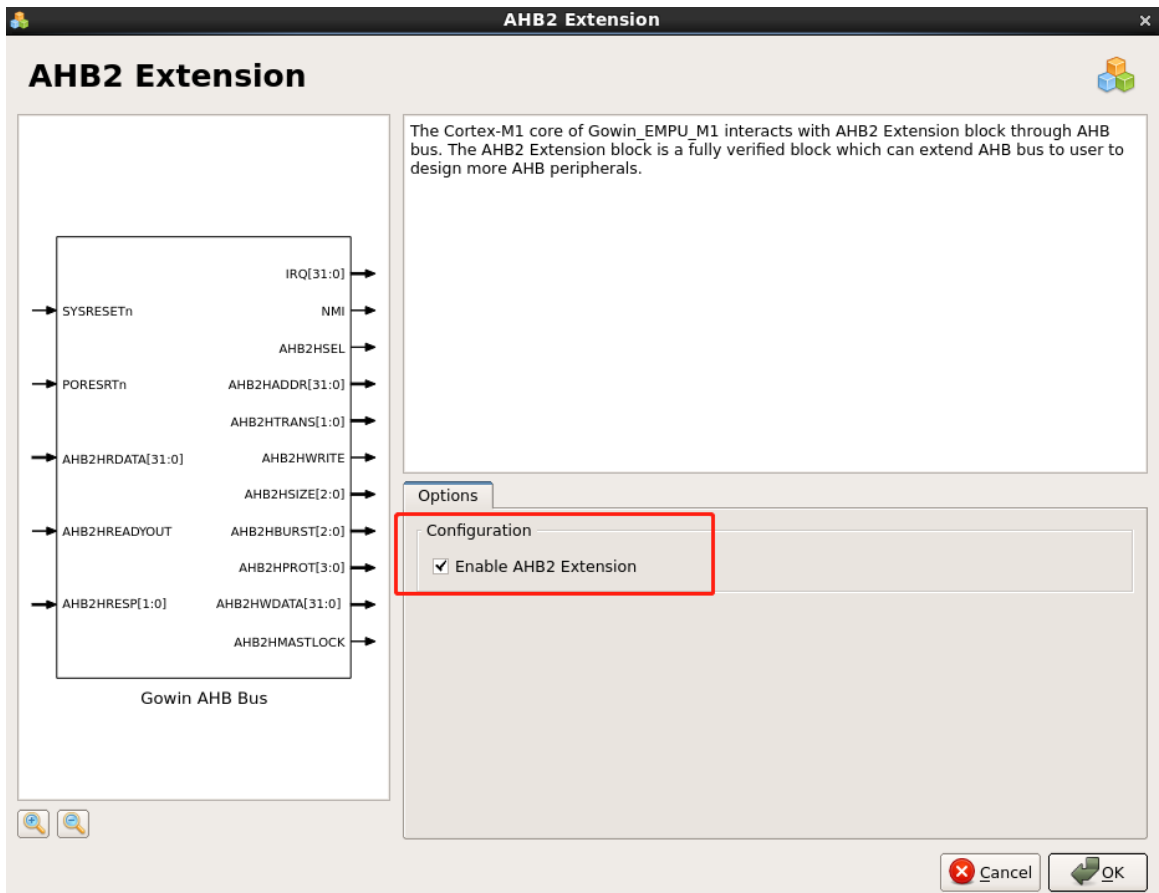 AHB2 Extension
AHB2 Extension
The Cortex-M1 core of Gowin_EMPU_M1 interacts with AHB2 Extension block through AHB
bus. The AHB2 Extension block is a fully verified block which can extend AHB bus to user to
design more AHB peripherals.
IRQ[31:0]
SYSRESETn
NMI
AHB2HSEL
PORESRTn
AHB2HADDR[31:0]
AHB2HTRANS[1:0]
AHB2HRDATA[31:0]
AHB2HWRITE
AHB2HSIZE[2:0]
AHB2HREADYOUT
AHB2HBURST[2:0]
AHB2HPROT[3:0]
AHB2HRESP[1:0]
AHB2HWDATA[31:0]
AHB2HMASTLOCK
Gowin AHB Bus
Options
Configuration
Enable AHB2 Extension
Cancel
OK